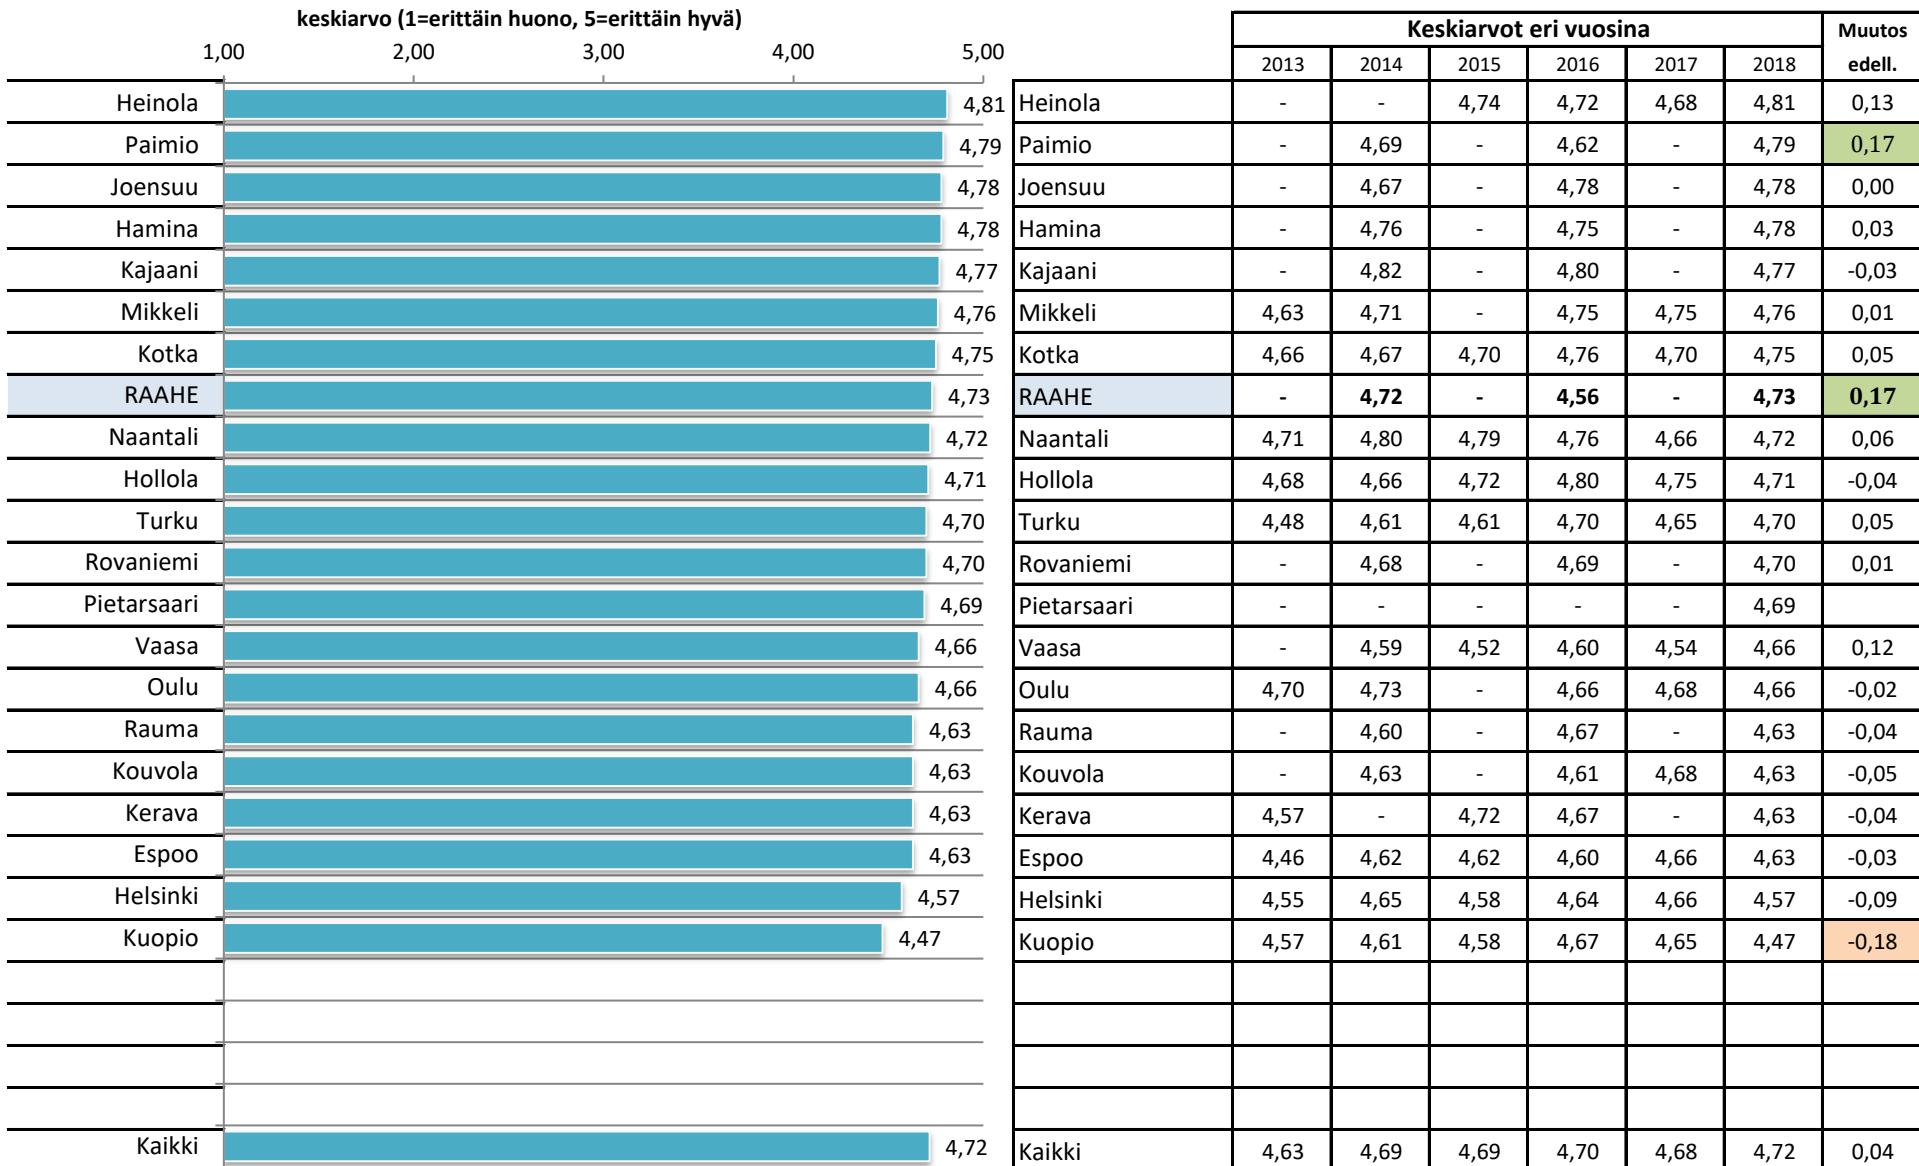 keskiarvo (1=erittäin huono, 5=erittäin hyvä)
1,00 2,00 3,00 4,00 5,00
Keskiarvot eri vuosina Muutos
2013 2014 2015 2016 2017 2018 edell.
Heinola 4,81 Heinola - - 4,74 4,72 4,68 4,81 0,13
Paimio 4,79 Paimio - 4,69 - 4,62 - 4,79 0,17
Joensuu 4,78 Joensuu - 4,67 - 4,78 - 4,78 0,00
Hamina 4,78 Hamina - 4,76 - 4,75 - 4,78 0,03
Kajaani 4,77 Kajaani - 4,82 - 4,80 - 4,77 -0,03
Mikkeli 4,76 Mikkeli 4,63 4,71 - 4,75 4,75 4,76 0,01
Kotka 4,75 Kotka 4,66 4,67 4,70 4,76 4,70 4,75 0,05
RAAHE 4,73 RAAHE - 4,72 - 4,56 - 4,73 0,17
Naantali 4,72 Naantali 4,71 4,80 4,79 4,76 4,66 4,72 0,06
Hollola 4,71 Hollola 4,68 4,66 4,72 4,80 4,75 4,71 -0,04
Turku 4,70 Turku 4,48 4,61 4,61 4,70 4,65 4,70 0,05
Rovaniemi 4,70 Rovaniemi - 4,68 - 4,69 - 4,70 0,01
Pietarsaari 4,69 Pietarsaari - - - - - 4,69
Vaasa 4,66 Vaasa - 4,59 4,52 4,60 4,54 4,66 0,12
Oulu 4,66 Oulu 4,70 4,73 - 4,66 4,68 4,66 -0,02
Rauma 4,63 Rauma - 4,60 - 4,67 - 4,63 -0,04
Kouvola 4,63 Kouvola - 4,63 - 4,61 4,68 4,63 -0,05
Kerava 4,63 Kerava 4,57 - 4,72 4,67 - 4,63 -0,04
Espoo 4,63 Espoo 4,46 4,62 4,62 4,60 4,66 4,63 -0,03
Helsinki 4,57 Helsinki 4,55 4,65 4,58 4,64 4,66 4,57 -0,09
Kuopio 4,47 Kuopio 4,57 4,61 4,58 4,67 4,65 4,47 -0,18
Kaikki 4,72 Kaikki 4,63 4,69 4,69 4,70 4,68 4,72 0,04